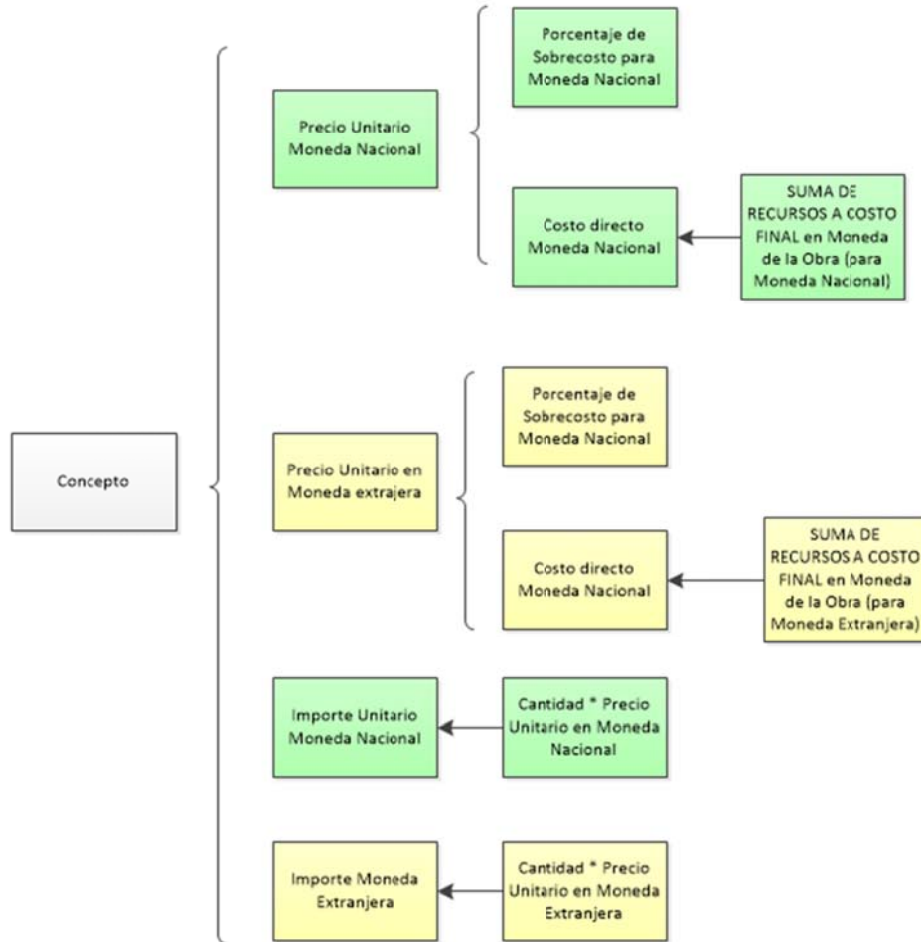 Porcentaje de
Sobrecosto para
Moneda Nacional
Precio Unitario
Moneda Nacional
Costo directo
Moneda Nacional
SUMA DE
RECURSOS A COSTO
FINAL en Moneda
de la Obra (para
Moneda Nacional)
Concepto
Porcentaje de
Sobrecosto para
Moneda Nacional
Precio Unitario en
Moneda extrajera
Costo directo
Moneda Nacional
SUMA DE
RECURSOS A COSTO
FINAL en Moneda
de la Obra (para
Moneda Extranjera)
Importe Unitario
Moneda Nacional
Cantidad * Precio
Unitario en Moneda
Nacional
Importe Moneda
Extranjera
Cantidad * Precio
Unitario en Moneda
Extranjera